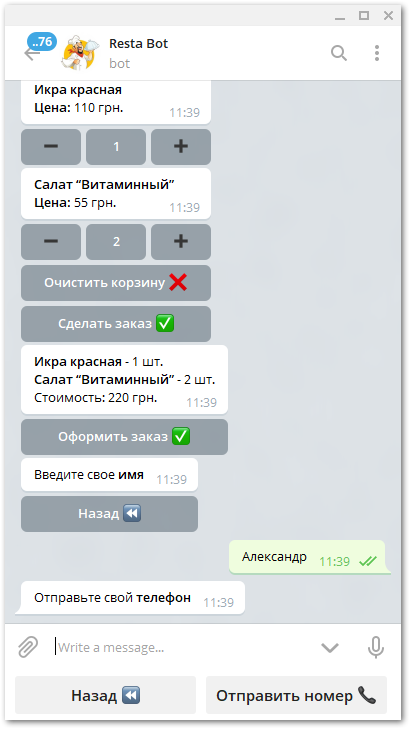 ..76
Resta Bot
bot
Икра красная
Цена: 110 грн.
11:39
1
Салат “Витаминный”
Цена: 55 грн.
11:39
2
Очистить корзину
Сделать заказ
Икра красная - 1 шт.
Салат “Витаминный” - 2 шт.
Стоимость: 220 грн.
11:39
Оформить заказ
Введите свое имя 11:39
Назад
Александр 11:39
Отправьте свой телефон 11:39
Write a message...
Назад Отправить номер